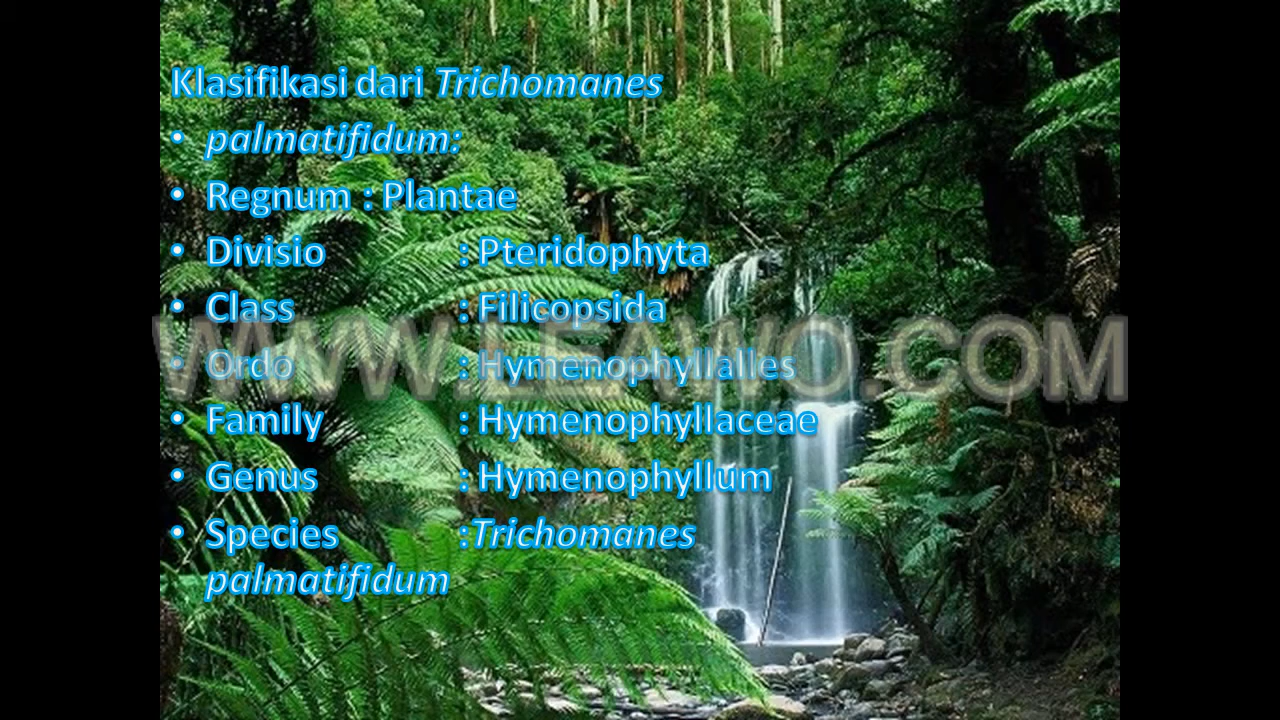 Klasifikasi dari Trichomanes
• palmatifidum:
• Regnum : Plantae
• Divisio : Pteridophyta
• Class : Filicopsida
• Ordo : Hymenophyllalles
• Family : Hymenophyllaceae
• Genus : Hymenophyllum
• Species :Trichomanes
palmatifidum
WWW.LEAWO.COM